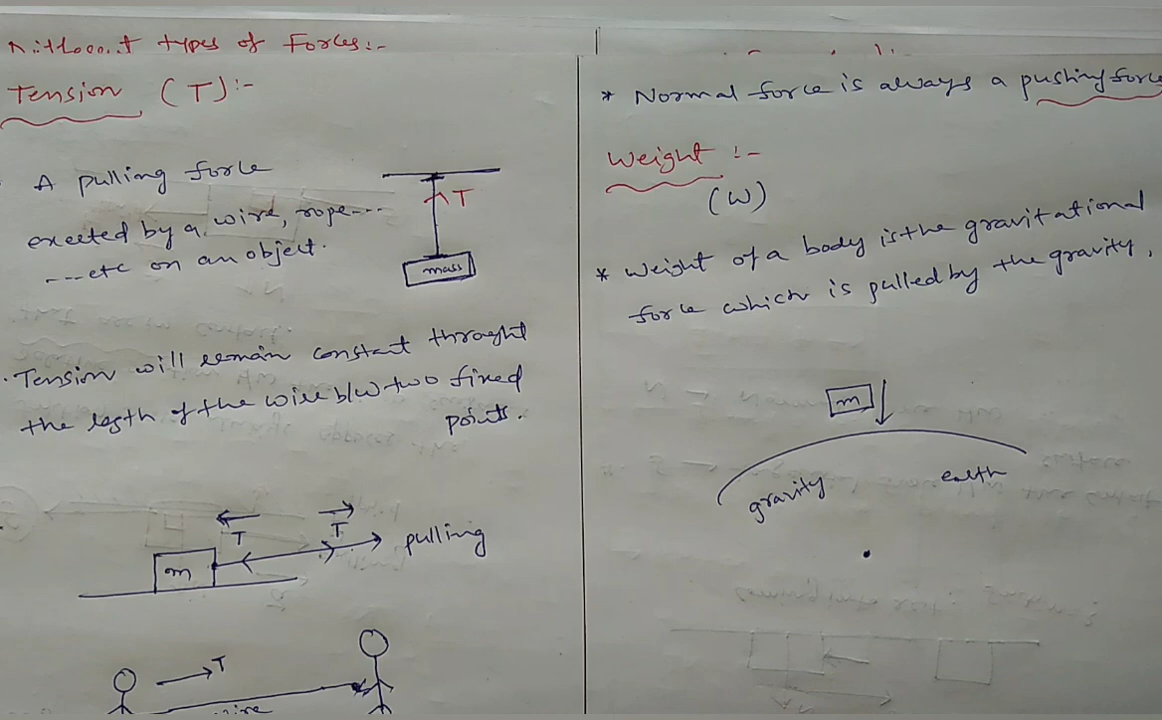 types of Forces:-
Tension (T):-
A pulling force
exected by a wire, rope---
---etc on an object.
T
mass
Tension will remain constant throught
the legth of the wire b/w two fixed
points.
T
T
pulling
m
T
wire
* Normal force is always a pushing force
Weight :-
(W)
* Weight of a body is the gravitational
force which is pulled by the gravity,
m
gravity
earth